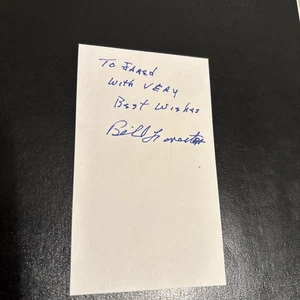 To Jared
with VERY
Best Wishes
Bill